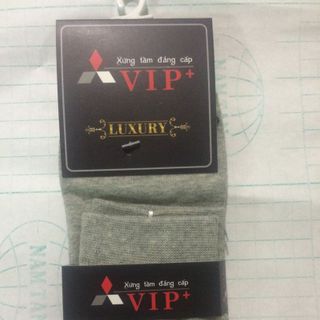 Xứng tầm đẳng cấp
VIP+
LUXURY
Xứng tầm đẳng cấp
VIP+